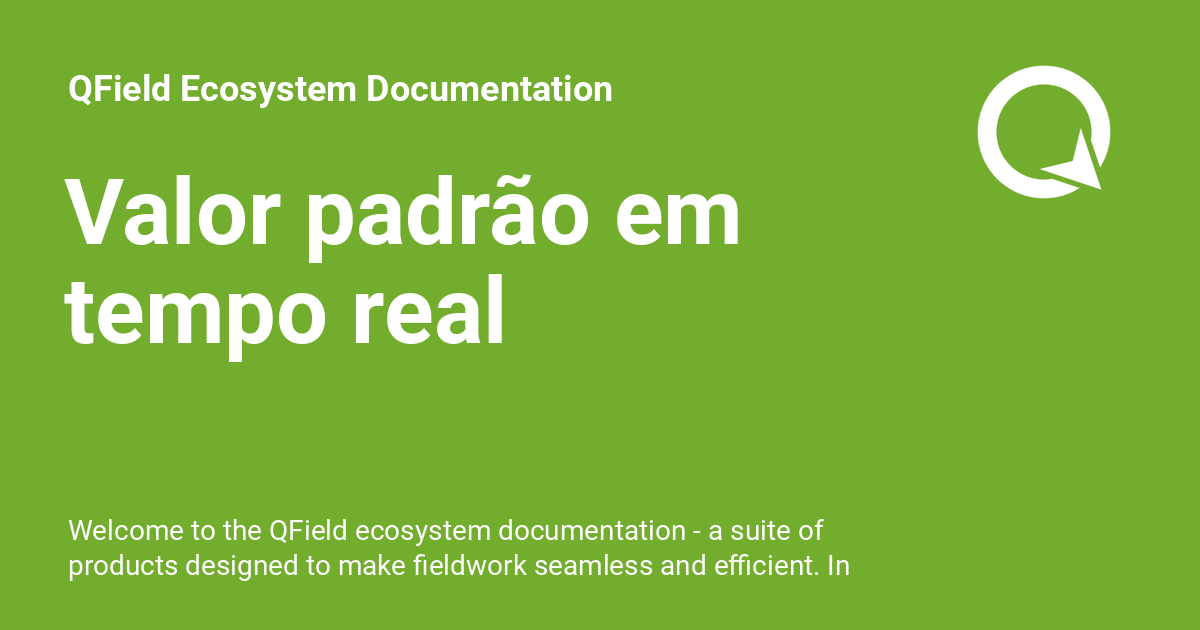 QField Ecosystem Documentation
Valor padrão em
tempo real
Welcome to the QField ecosystem documentation - a suite of
products designed to make fieldwork seamless and efficient. In